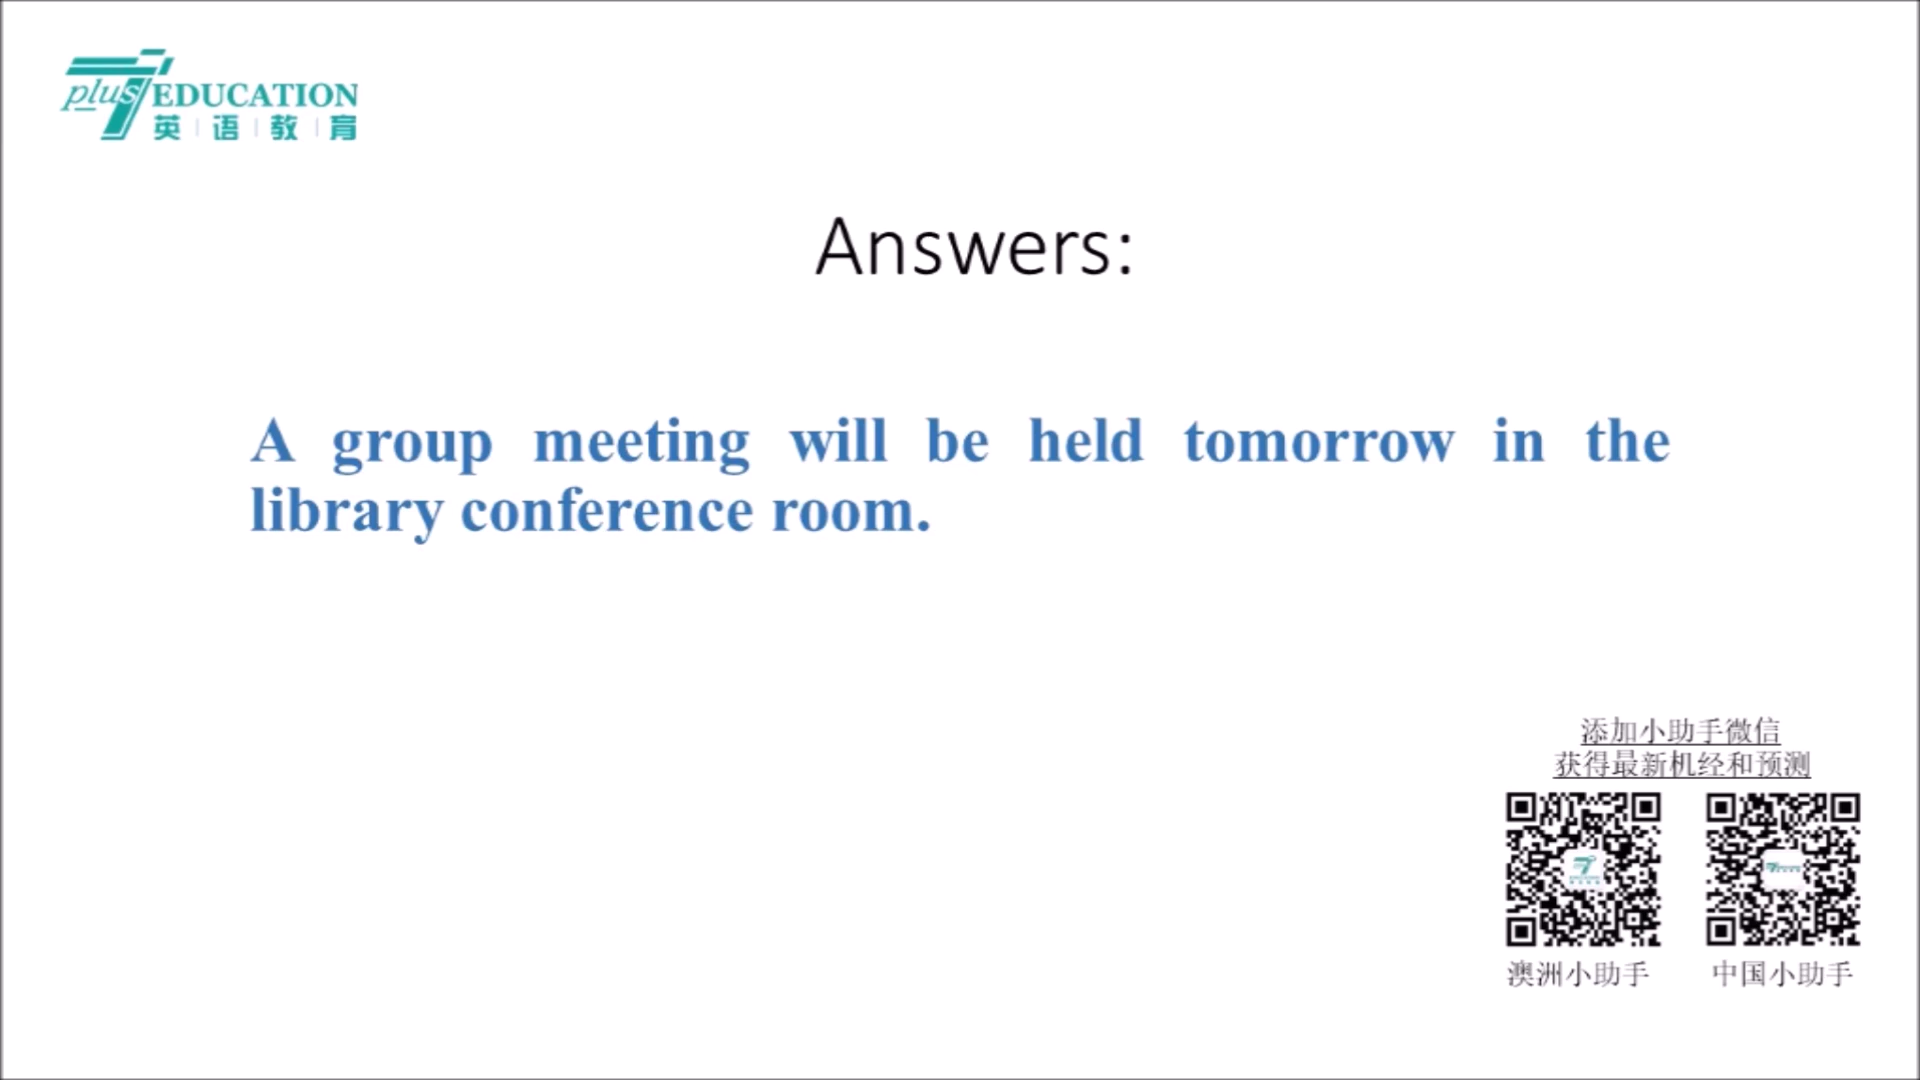 plus 7 EDUCATION
英语教育
Answers:
A group meeting will be held tomorrow in the
library conference room.
添加小助手微信
获得最新机经和预测
澳洲小助手
中国小助手